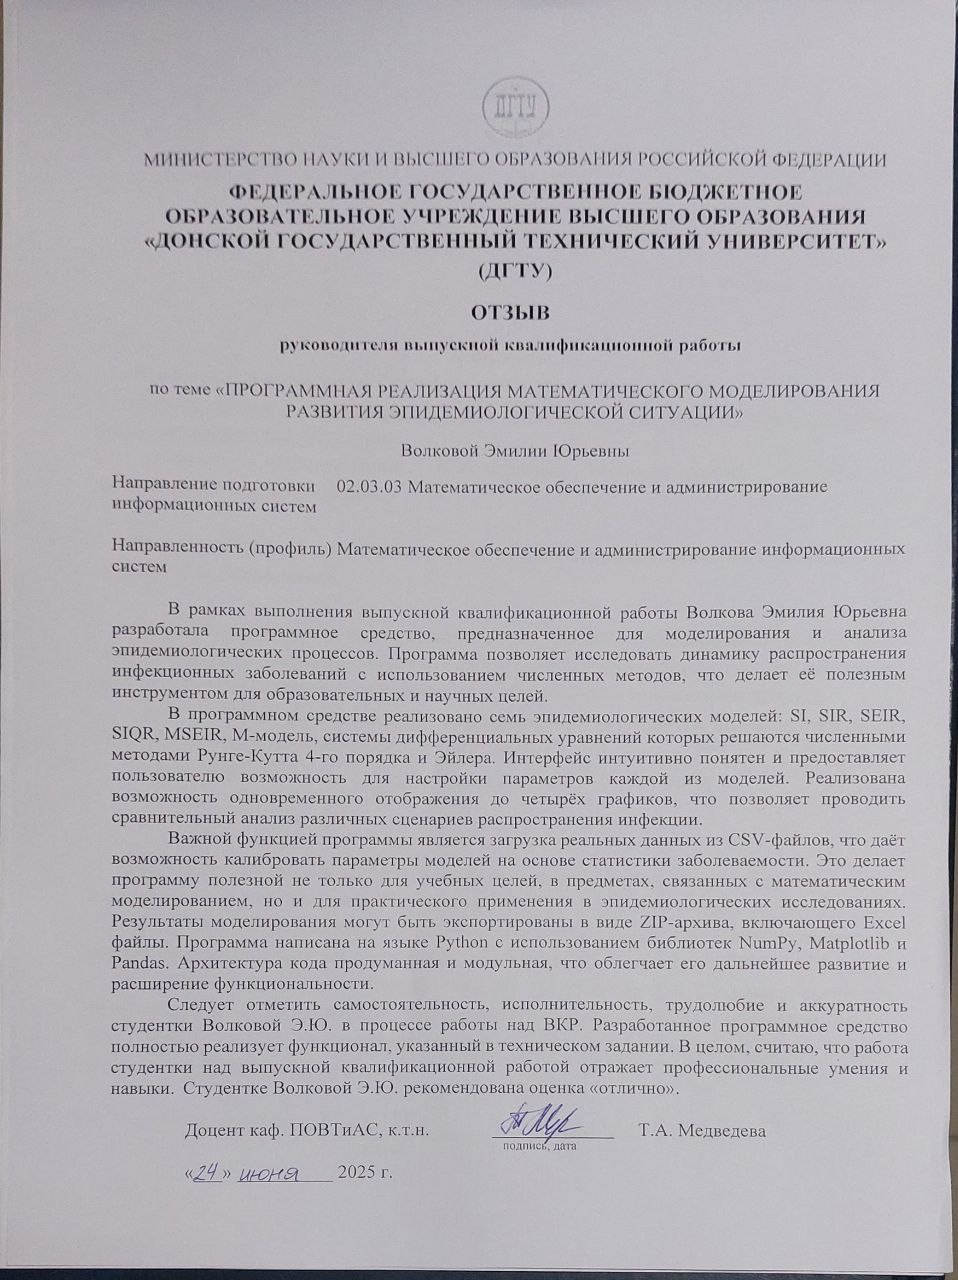 ДГТУ
МИНИСТЕРСТВО НАУКИ И ВЫСШЕГО ОБРАЗОВАНИЯ РОССИЙСКОЙ ФЕДЕРАЦИИ
ФЕДЕРАЛЬНОЕ ГОСУДАРСТВЕННОЕ БЮДЖЕТНОЕ
ОБРАЗОВАТЕЛЬНОЕ УЧРЕЖДЕНИЕ ВЫСШЕГО ОБРАЗОВАНИЯ
«ДОНСКОЙ ГОСУДАРСТВЕННЫЙ ТЕХНИЧЕСКИЙ УНИВЕРСИТЕТ»
(ДГТУ)
ОТЗЫВ
руководителя выпускной квалификационной работы
по теме «ПРОГРАММНАЯ РЕАЛИЗАЦИЯ МАТЕМАТИЧЕСКОГО МОДЕЛИРОВАНИЯ
РАЗВИТИЯ ЭПИДЕМИОЛОГИЧЕСКОЙ СИТУАЦИИ»
Волковой Эмилии Юрьевны
Направление подготовки 02.03.03 Математическое обеспечение и администрирование
информационных систем
Направленность (профиль) Математическое обеспечение и администрирование информационных
систем
В рамках выполнения выпускной квалификационной работы Волкова Эмилия Юрьевна
разработала программное средство, предназначенное для моделирования и анализа
эпидемиологических процессов. Программа позволяет исследовать динамику распространения
инфекционных заболеваний с использованием численных методов, что делает её полезным
инструментом для образовательных и научных целей.
В программном средстве реализовано семь эпидемиологических моделей: SI, SIR, SEIR,
SIQR, MSEIR, М-модель, системы дифференциальных уравнений которых решаются численными
методами Рунге-Кутта 4-го порядка и Эйлера. Интерфейс интуитивно понятен и предоставляет
пользователю возможность для настройки параметров каждой из моделей. Реализована
возможность одновременного отображения до четырёх графиков, что позволяет проводить
сравнительный анализ различных сценариев распространения инфекции.
Важной функцией программы является загрузка реальных данных из CSV-файлов, что даёт
возможность калибровать параметры моделей на основе статистики заболеваемости. Это делает
программу полезной не только для учебных целей, в предметах, связанных с математическим
моделированием, но и для практического применения в эпидемиологических исследованиях.
Результаты моделирования могут быть экспортированы в виде ZIP-архива, включающего Excel
файлы. Программа написана на языке Python с использованием библиотек NumPy, Matplotlib и
Pandas. Архитектура кода продуманная и модульная, что облегчает его дальнейшее развитие и
расширение функциональности.
Следует отметить самостоятельность, исполнительность, трудолюбие и аккуратность
студентки Волковой Э.Ю. в процессе работы над ВКР. Разработанное программное средство
полностью реализует функционал, указанный в техническом задании. В целом, считаю, что работа
студентки над выпускной квалификационной работой отражает профессиональные умения и
навыки. Студентке Волковой Э.Ю. рекомендована оценка «отлично».
Доцент каф. ПОВТиАС, к.т.н. Т.А. Медведева
подпись, дата
«24» июня 2025 г.